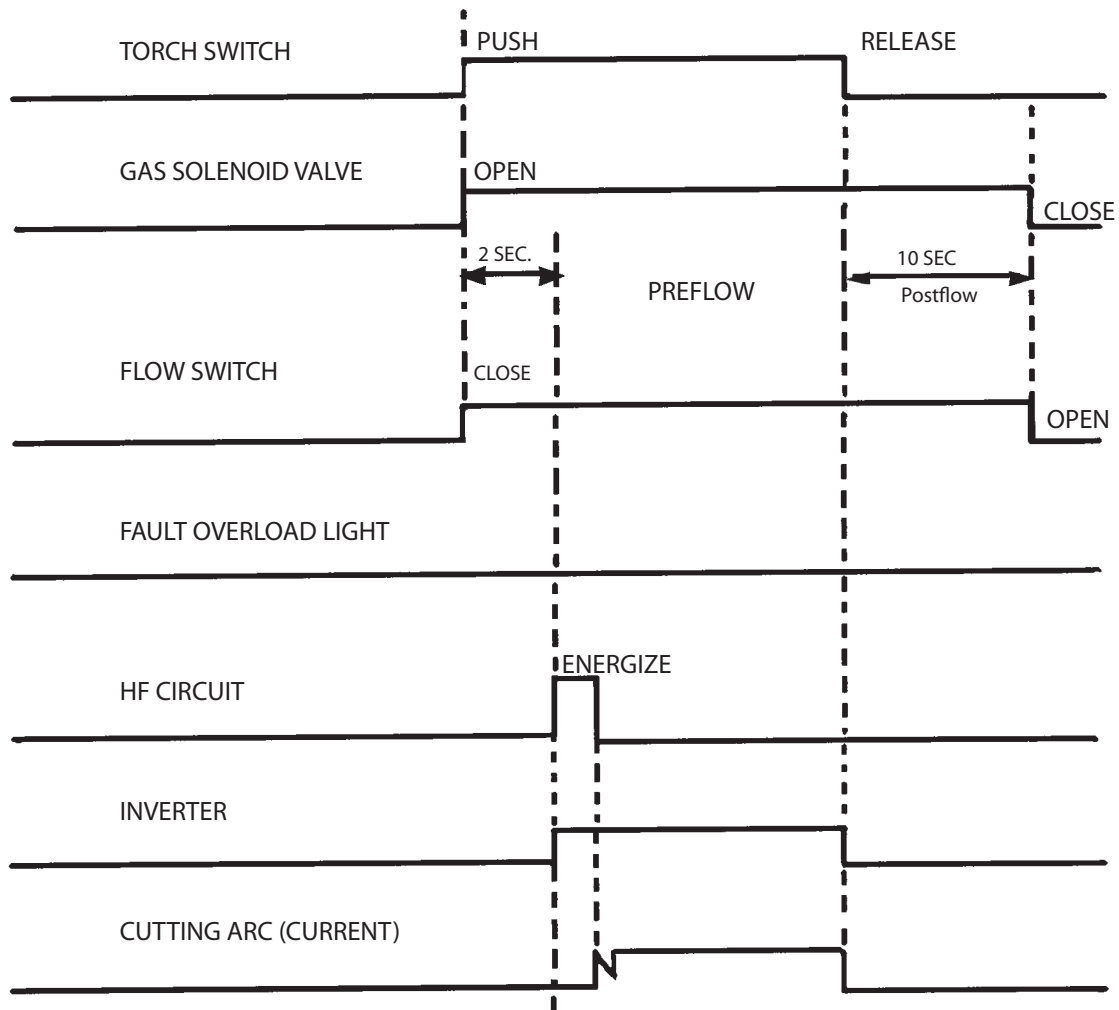 TORCH SWITCH
PUSH
RELEASE
GAS SOLENOID VALVE
OPEN
CLOSE
2 SEC.
PREFLOW
10 SEC
Postflow
FLOW SWITCH
CLOSE
OPEN
FAULT OVERLOAD LIGHT
HF CIRCUIT
ENERGIZE
INVERTER
CUTTING ARC (CURRENT)